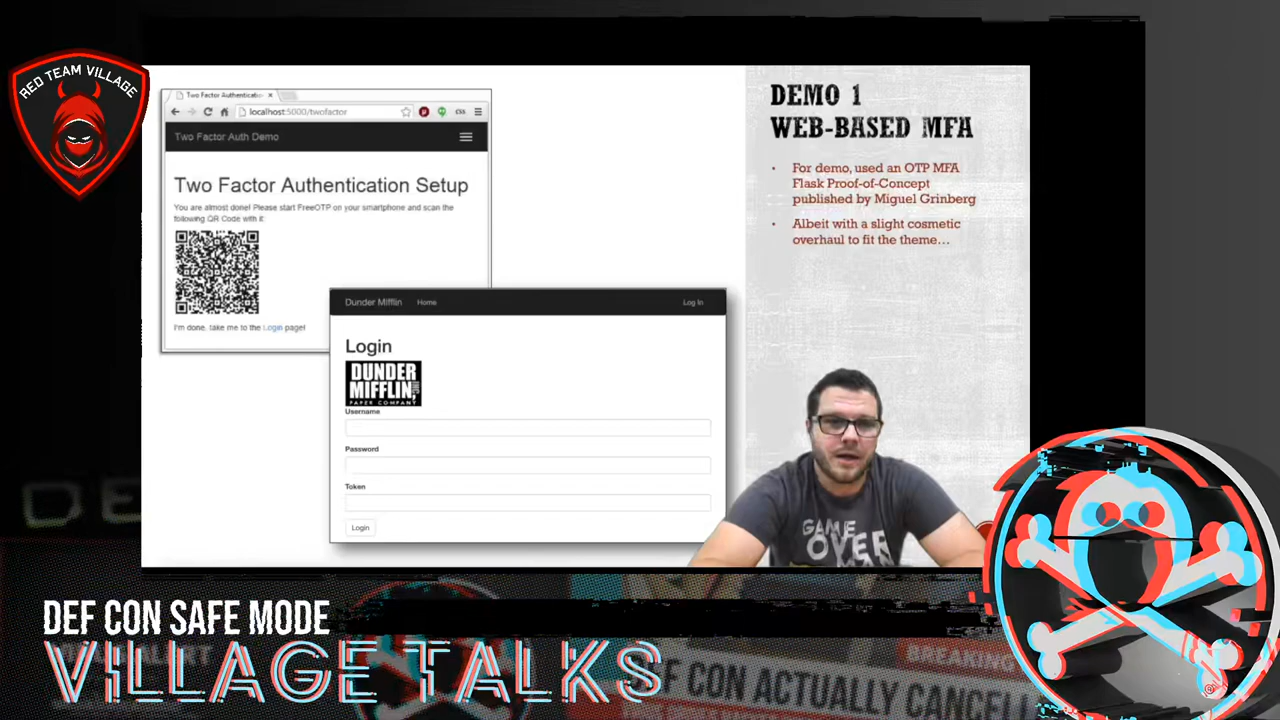 RED TEAM VILLAGE
Two Factor Authentication
localhost:5000/twofactor
CSS
Two Factor Auth Demo
Two Factor Authentication Setup
You are almost done! Please start FreeOTP on your smartphone and scan the
following QR Code with it:
I'm done, take me to the Login page!
Dunder Mifflin Home Log In
Login
DUNDER
MIFFLIN, INC
PAPER COMPANY
Username
Password
Token
Login
DEMO 1
WEB-BASED MFA
• For demo, used an OTP MFA
Flask Proof-of-Concept
published by Miguel Grinberg
• Albeit with a slight cosmetic
overhaul to fit the theme…
GAME
OVER
DEF CON SAFE MODE
VILLAGE TALKS
BREAKING
DEF CON ACTUALLY CANCELL